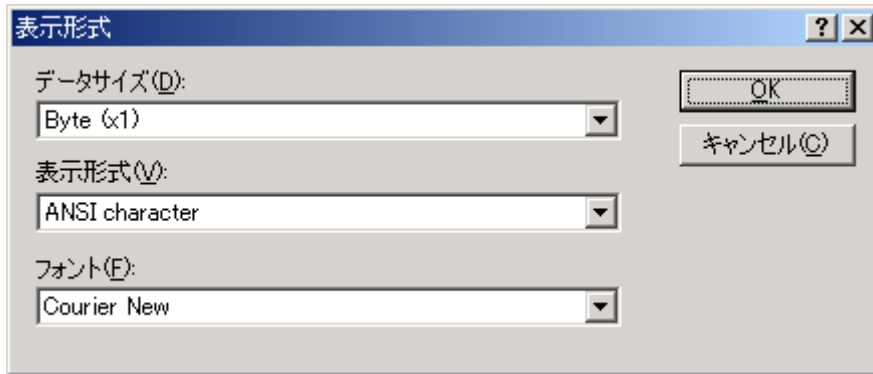 表示形式
データサイズ(D):
Byte (x1)
OK
キャンセル(C)
表示形式(V):
ANSI character
フォント(F):
Courier New